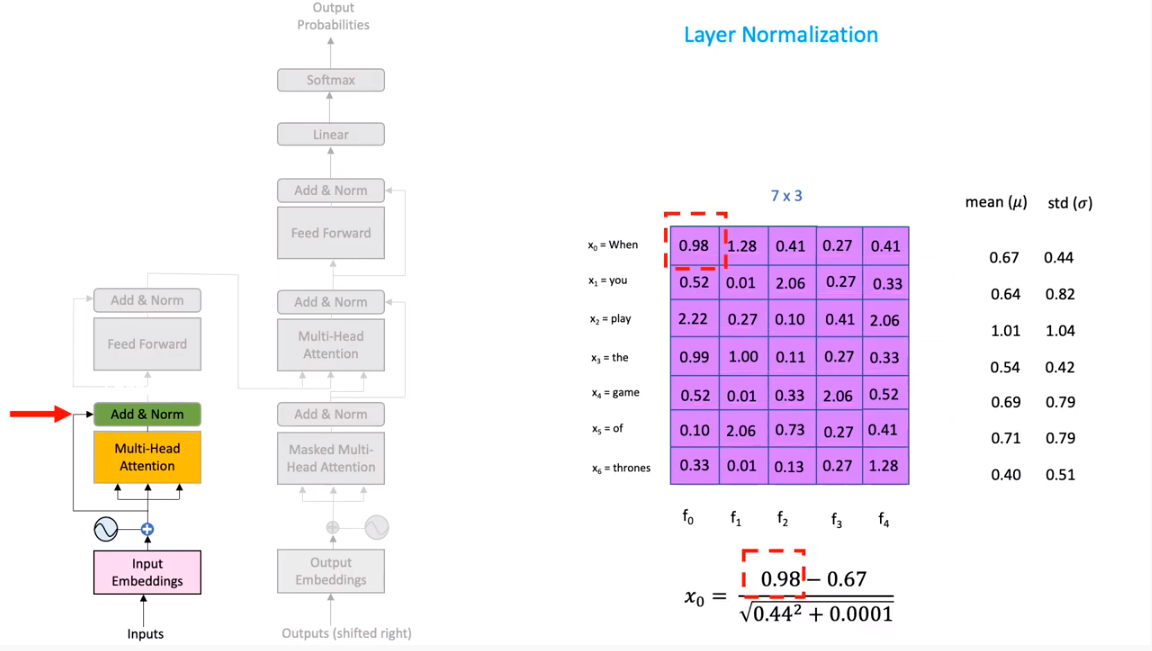 Output
Probabilities
Softmax
Linear
Add & Norm
Feed Forward
Add & Norm
Multi-Head
Attention
Add & Norm
Masked Multi-
Head Attention
Output
Embeddings
Outputs (shifted right)
Add & Norm
Feed Forward
Add & Norm
Multi-Head
Attention
Input
Embeddings
Inputs
Layer Normalization
7 x 3
mean (μ) std (σ)
x₀ = When 0.98 1.28 0.41 0.27 0.41 0.67 0.44
x₁ = you 0.52 0.01 2.06 0.27 0.33 0.64 0.82
x₂ = play 2.22 0.27 0.10 0.41 2.06 1.01 1.04
x₃ = the 0.99 1.00 0.11 0.27 0.33 0.54 0.42
x₄ = game 0.52 0.01 0.33 2.06 0.52 0.69 0.79
x₅ = of 0.10 2.06 0.73 0.27 0.41 0.71 0.79
x₆ = thrones 0.33 0.01 0.13 0.27 1.28 0.40 0.51
f₀ f₁ f₂ f₃ f₄
0.98 − 0.67
x₀ =
√0.44² + 0.0001